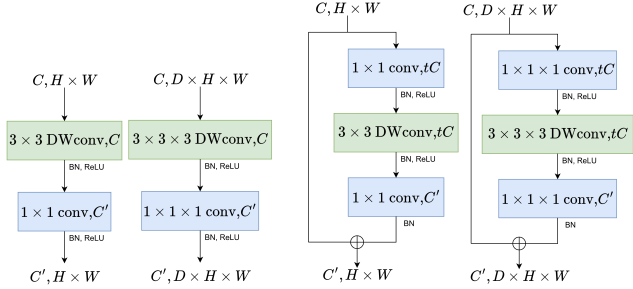 C, H × W
3 × 3 DWconv,C
BN, ReLU
1 × 1 conv,C′
BN, ReLU
C′, H × W
C, D × H × W
3 × 3 × 3 DWconv,C
BN, ReLU
1 × 1 × 1 conv,C′
BN, ReLU
C′, D × H × W
C, H × W
1 × 1 conv,tC
BN, ReLU
3 × 3 DWconv,tC
BN, ReLU
1 × 1 conv,C′
BN
C′, H × W
C, D × H × W
1 × 1 × 1 conv,tC
BN, ReLU
3 × 3 × 3 DWconv,tC
BN, ReLU
1 × 1 × 1 conv,C′
BN
C′, D × H × W